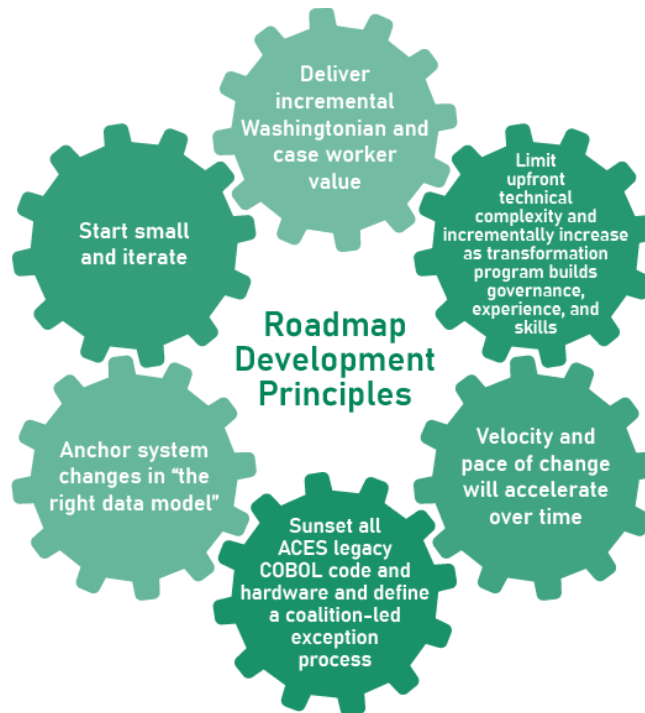 Deliver
incremental
Washingtonian and
case worker
value
Limit
upfront
technical
complexity and
incrementally increase
as transformation
program builds
governance,
experience, and
skills
Start small
and iterate
Roadmap
Development
Principles
Anchor system
changes in “the
right data model”
Velocity and
pace of change
will accelerate
over time
Sunset all
ACES legacy
COBOL code and
hardware and define
a coalition-led
exception
process